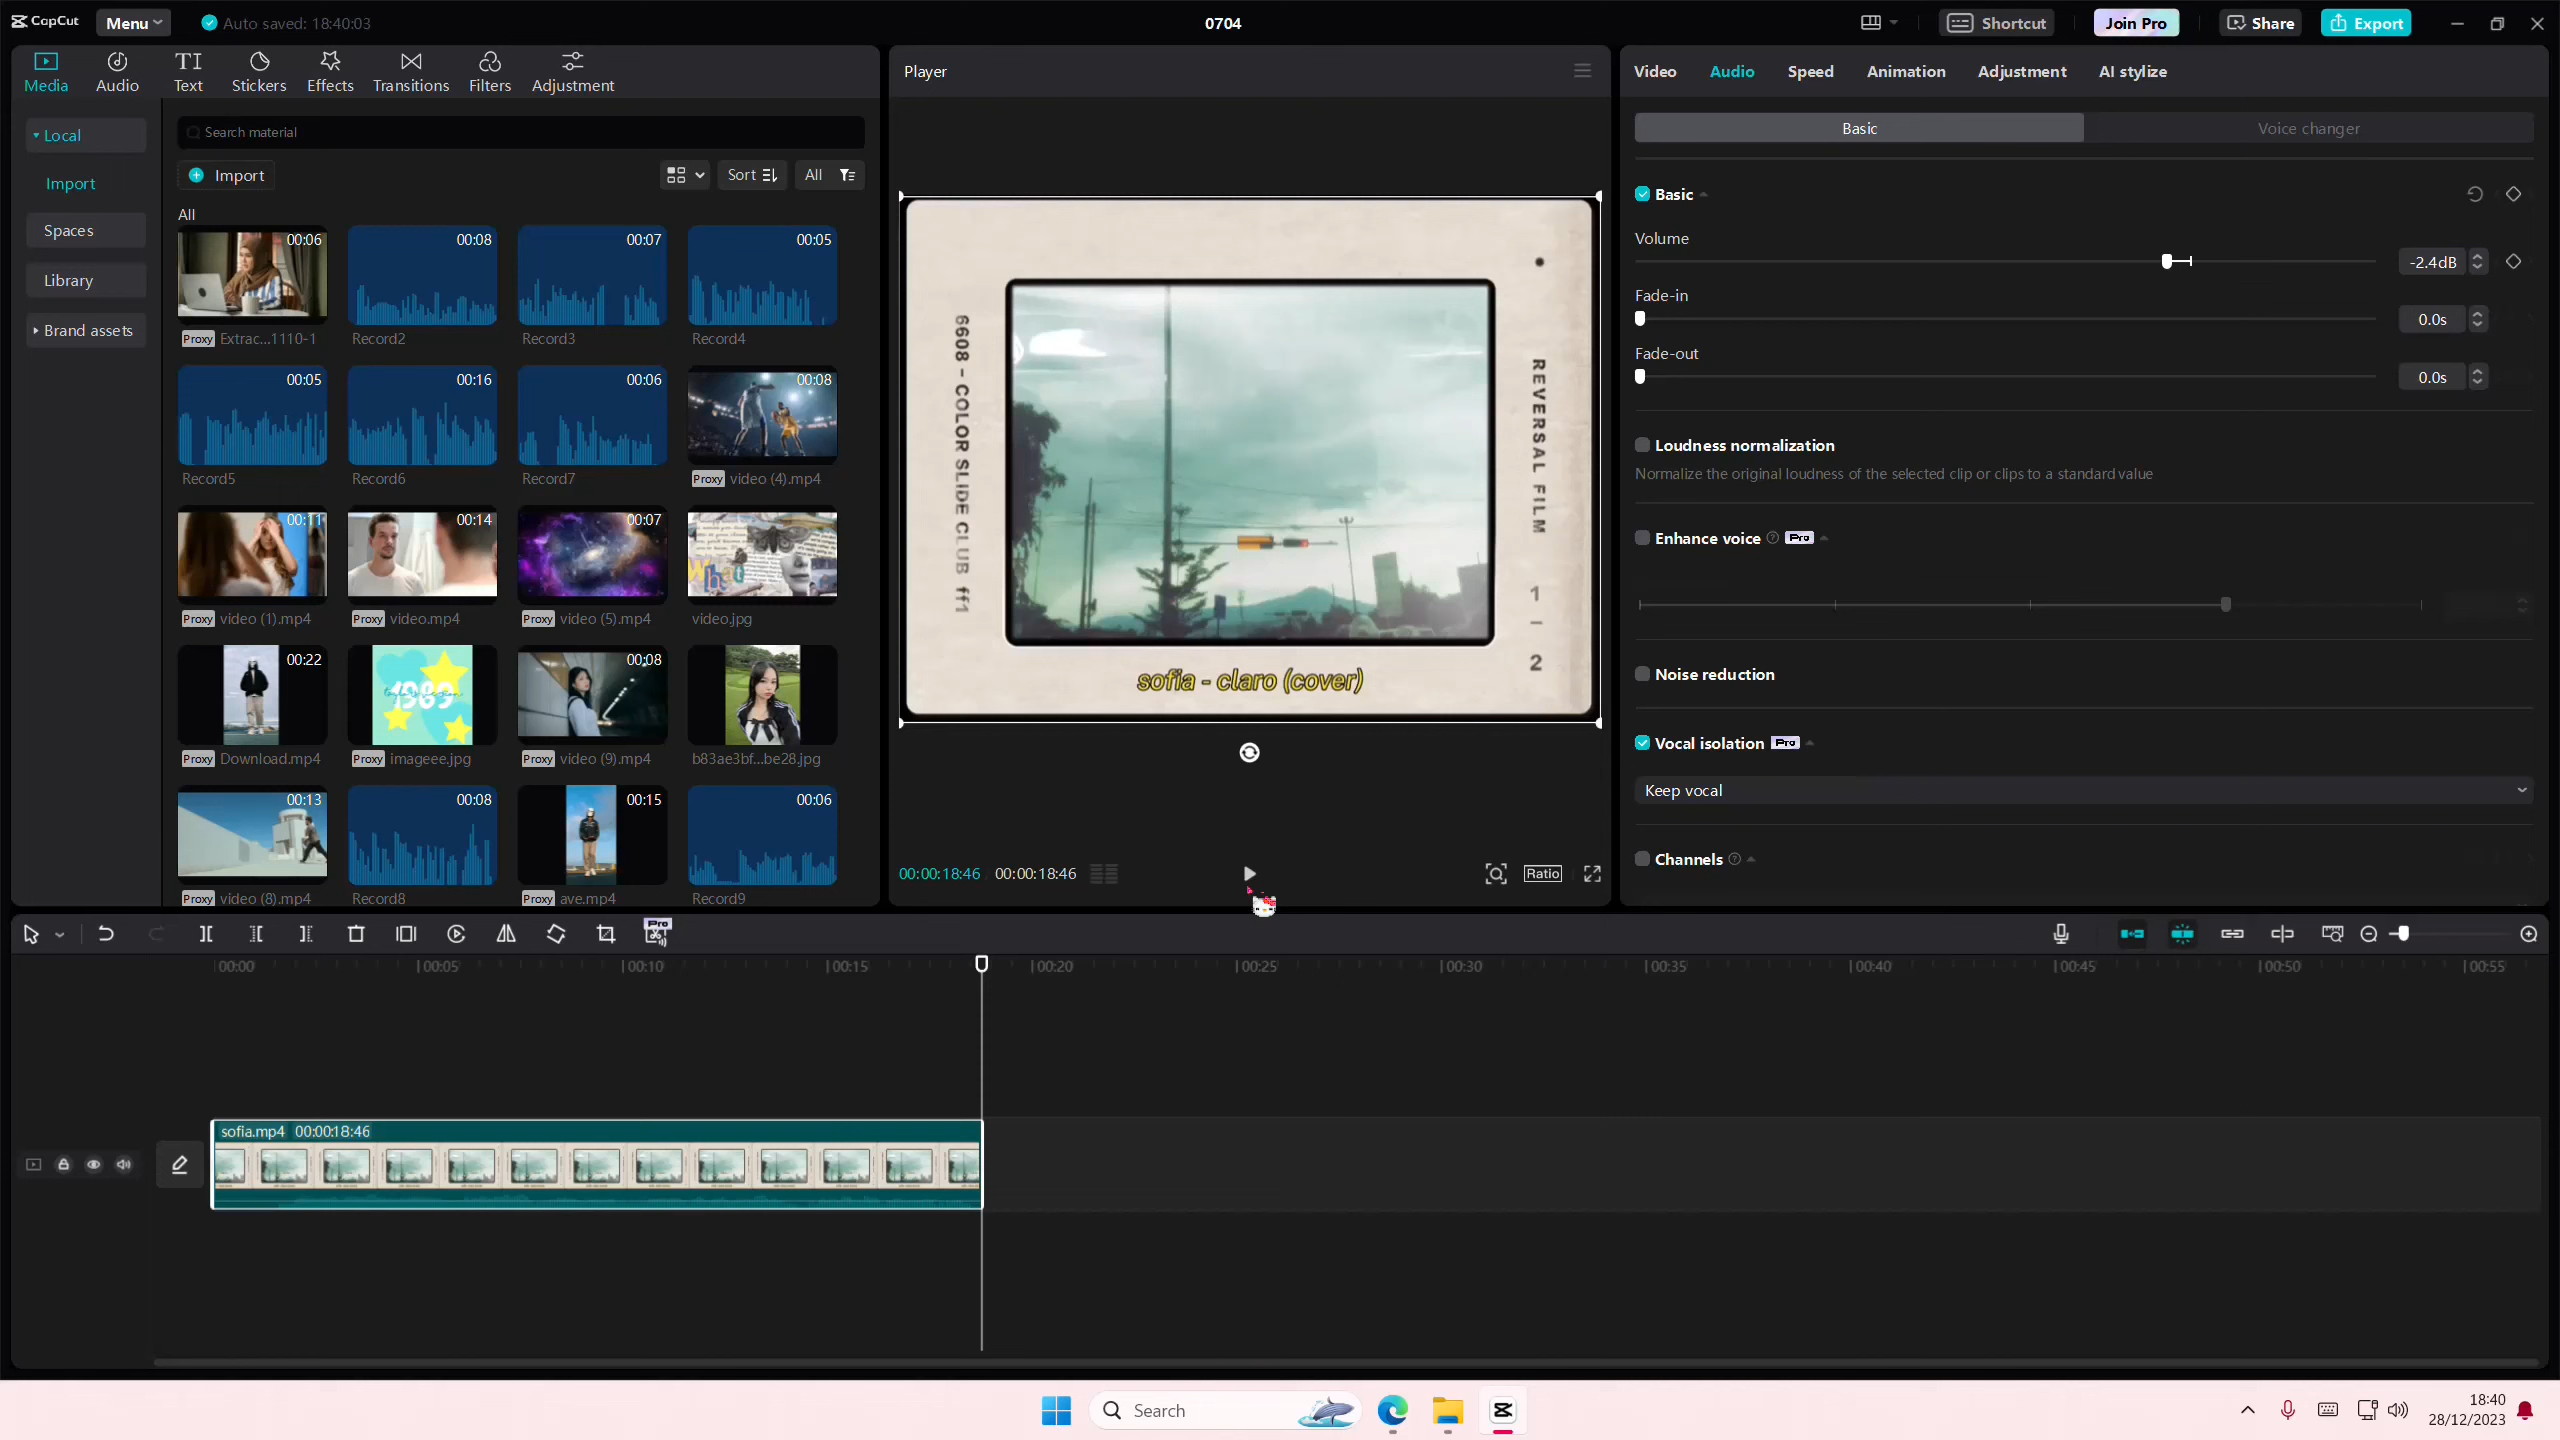 CapCut
Menu
Auto saved: 18:40:03
0704
Shortcut
Join Pro
Share
Export
Media
Audio
Text
Stickers
Effects
Transitions
Filters
Adjustment
Local
Import
Spaces
Library
Brand assets
Search material
Import
Sort
All
All
00:06
00:08
00:07
00:05
Proxy Extrac...1110-1
Record2
Record3
Record4
00:05
00:16
00:06
00:08
Record5
Record6
Record7
Proxy video (4).mp4
00:11
00:14
00:07
What
Proxy video (1).mp4
Proxy video.mp4
Proxy video (5).mp4
video.jpg
00:22
1989
00:08
Proxy Download.mp4
Proxy imageee.jpg
Proxy video (9).mp4
b83ae3bf...be28.jpg
00:13
00:08
00:15
00:06
Proxy video (8).mp4
Record8
Proxy ave.mp4
Record9
Player
6608 - COLOR SLIDE CLUB ff1
REVERSAL FILM
1 - 2
sofia - claro (cover)
00:00:18:46
00:00:18:46
Ratio
Video
Audio
Speed
Animation
Adjustment
AI stylize
Basic
Voice changer
Basic
Volume
-2.4dB
Fade-in
0.0s
Fade-out
0.0s
Loudness normalization
Normalize the original loudness of the selected clip or clips to a standard value
Enhance voice
Pro
Noise reduction
Vocal isolation
Pro
Keep vocal
Channels
Pro
00:00
00:05
00:10
00:15
00:20
00:25
00:30
00:35
00:40
00:45
00:50
00:55
sofia.mp4 00:00:18:46
Search
18:40
28/12/2023